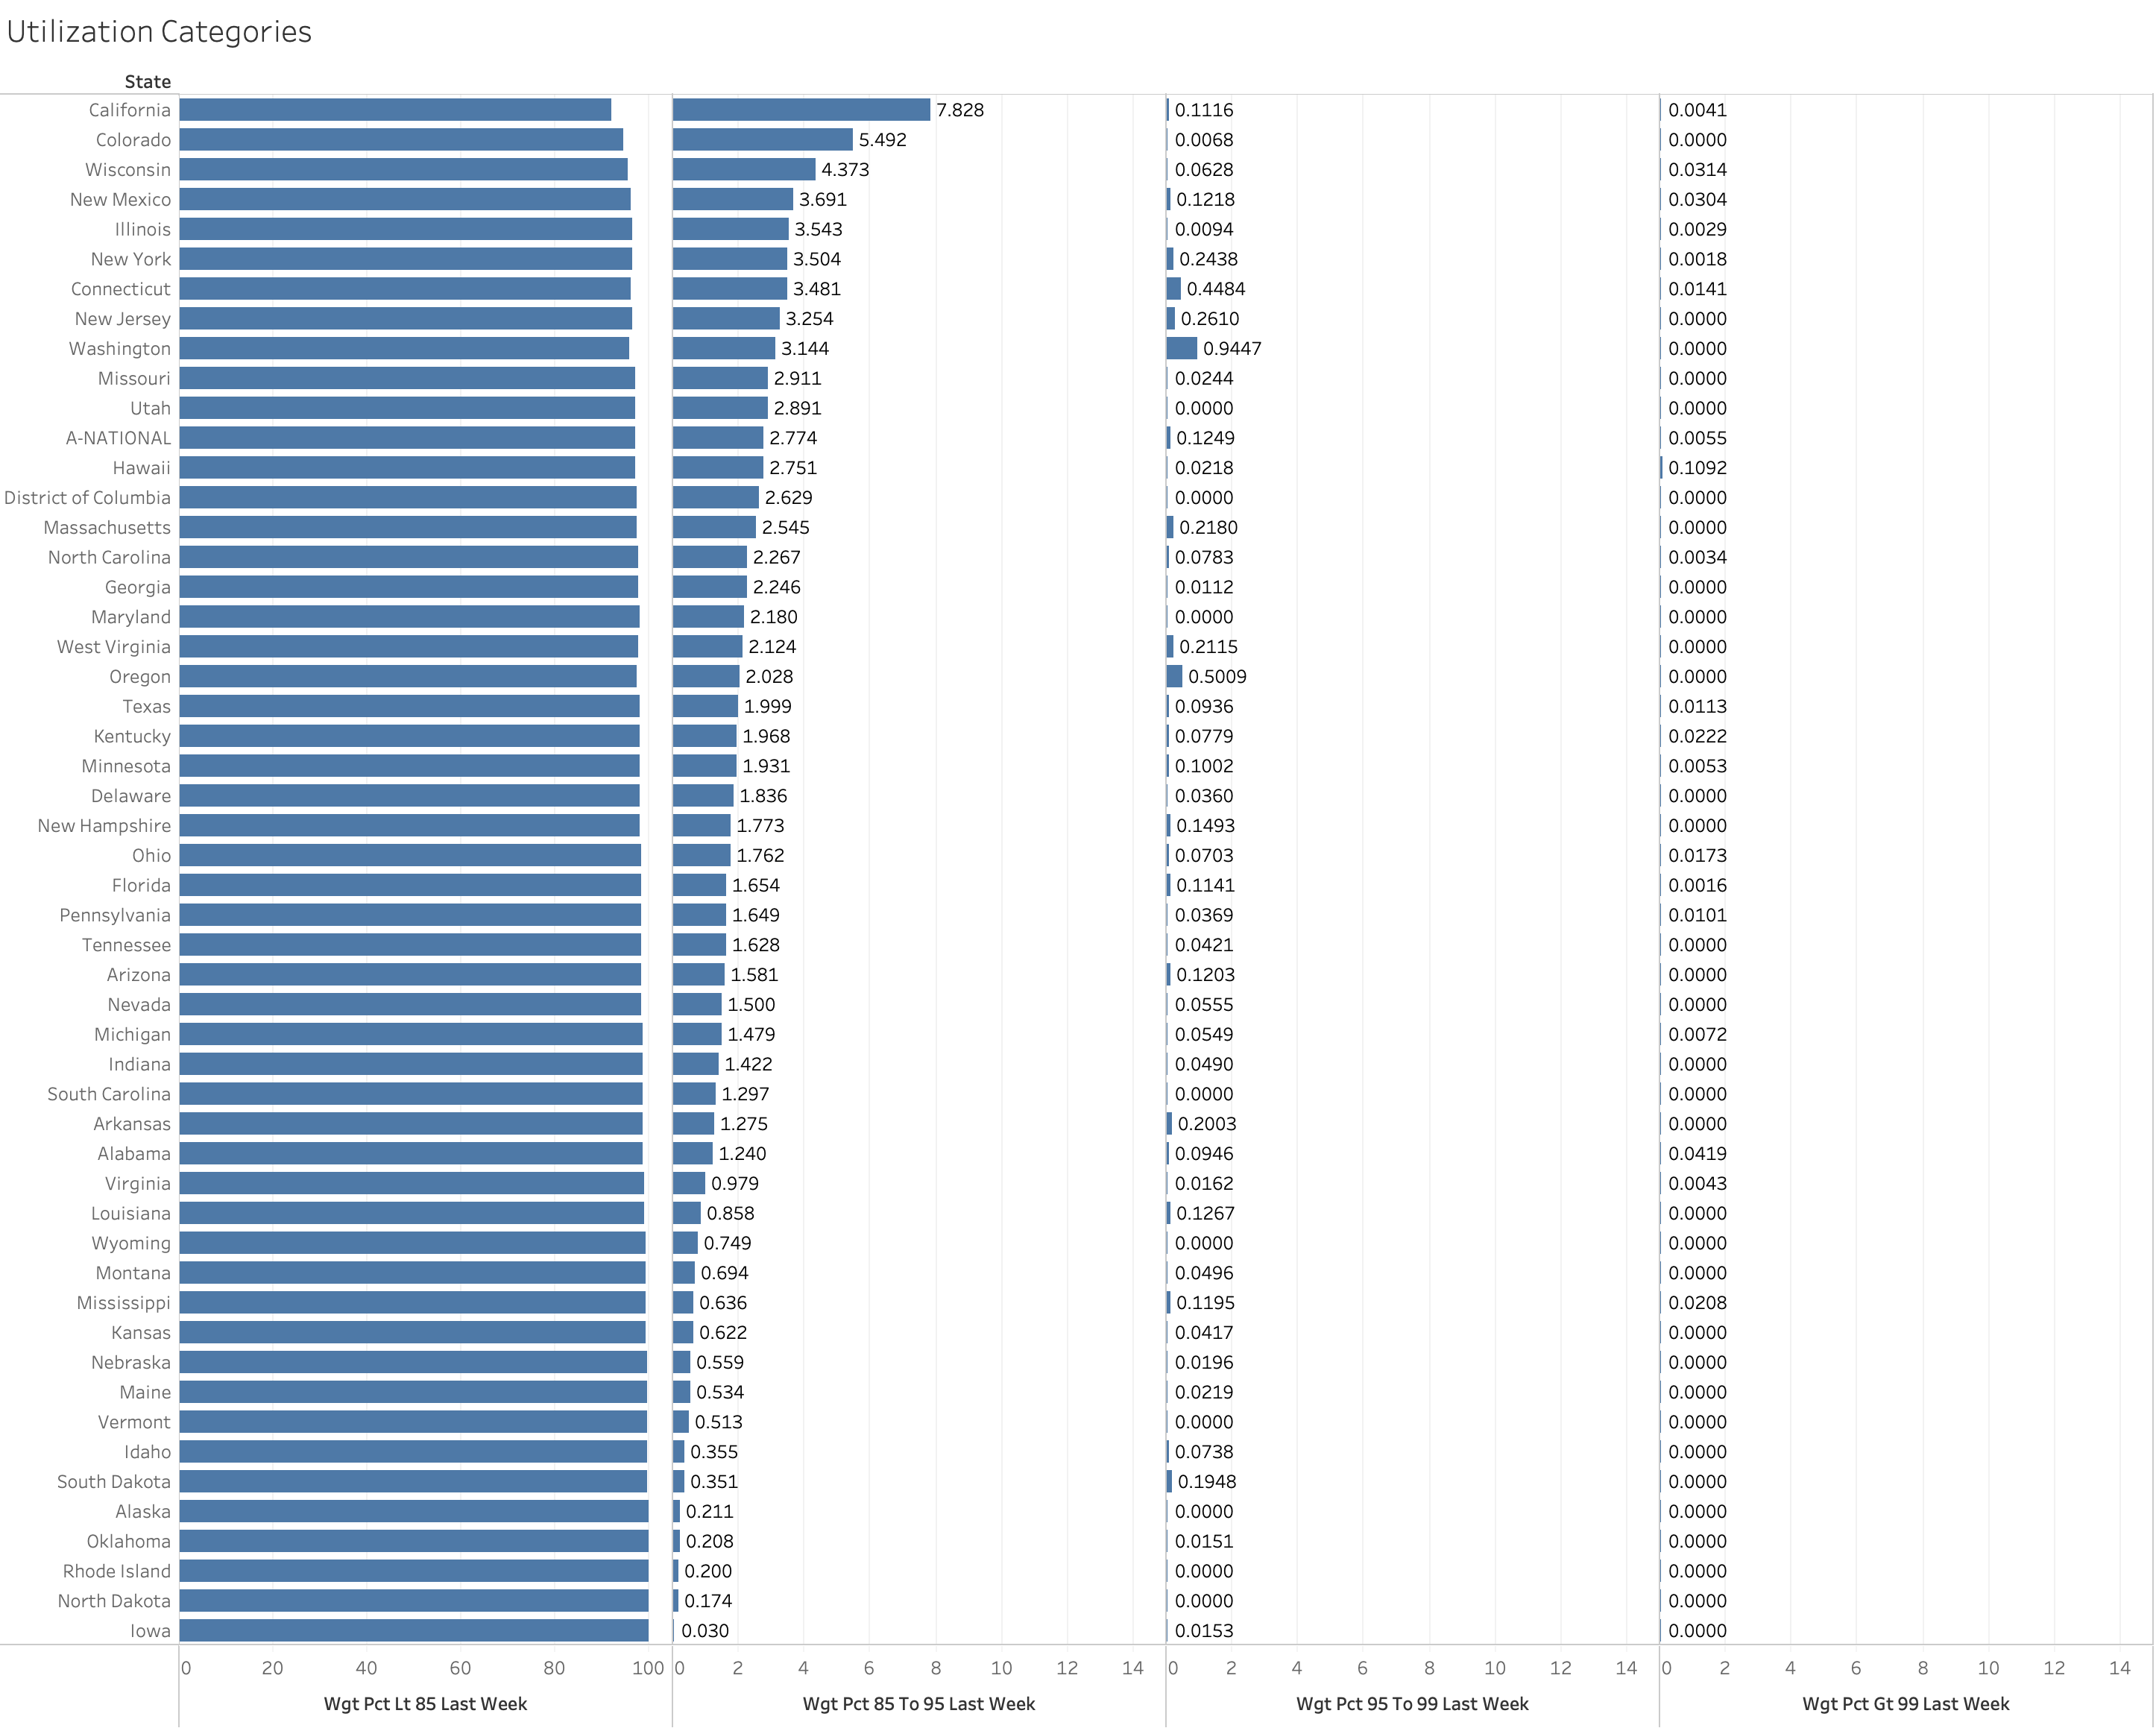 Utilization Categories
State
California 7.828 0.1116 0.0041
Colorado 5.492 0.0068 0.0000
Wisconsin 4.373 0.0628 0.0314
New Mexico 3.691 0.1218 0.0304
Illinois 3.543 0.0094 0.0029
New York 3.504 0.2438 0.0018
Connecticut 3.481 0.4484 0.0141
New Jersey 3.254 0.2610 0.0000
Washington 3.144 0.9447 0.0000
Missouri 2.911 0.0244 0.0000
Utah 2.891 0.0000 0.0000
A-NATIONAL 2.774 0.1249 0.0055
Hawaii 2.751 0.0218 0.1092
District of Columbia 2.629 0.0000 0.0000
Massachusetts 2.545 0.2180 0.0000
North Carolina 2.267 0.0783 0.0034
Georgia 2.246 0.0112 0.0000
Maryland 2.180 0.0000 0.0000
West Virginia 2.124 0.2115 0.0000
Oregon 2.028 0.5009 0.0000
Texas 1.999 0.0936 0.0113
Kentucky 1.968 0.0779 0.0222
Minnesota 1.931 0.1002 0.0053
Delaware 1.836 0.0360 0.0000
New Hampshire 1.773 0.1493 0.0000
Ohio 1.762 0.0703 0.0173
Florida 1.654 0.1141 0.0016
Pennsylvania 1.649 0.0369 0.0101
Tennessee 1.628 0.0421 0.0000
Arizona 1.581 0.1203 0.0000
Nevada 1.500 0.0555 0.0000
Michigan 1.479 0.0549 0.0072
Indiana 1.422 0.0490 0.0000
South Carolina 1.297 0.0000 0.0000
Arkansas 1.275 0.2003 0.0000
Alabama 1.240 0.0946 0.0419
Virginia 0.979 0.0162 0.0043
Louisiana 0.858 0.1267 0.0000
Wyoming 0.749 0.0000 0.0000
Montana 0.694 0.0496 0.0000
Mississippi 0.636 0.1195 0.0208
Kansas 0.622 0.0417 0.0000
Nebraska 0.559 0.0196 0.0000
Maine 0.534 0.0219 0.0000
Vermont 0.513 0.0000 0.0000
Idaho 0.355 0.0738 0.0000
South Dakota 0.351 0.1948 0.0000
Alaska 0.211 0.0000 0.0000
Oklahoma 0.208 0.0151 0.0000
Rhode Island 0.200 0.0000 0.0000
North Dakota 0.174 0.0000 0.0000
Iowa 0.030 0.0153 0.0000
0 20 40 60 80 100 0 2 4 6 8 10 12 14 0 2 4 6 8 10 12 14 0 2 4 6 8 10 12 14
Wgt Pct Lt 85 Last Week Wgt Pct 85 To 95 Last Week Wgt Pct 95 To 99 Last Week Wgt Pct Gt 99 Last Week